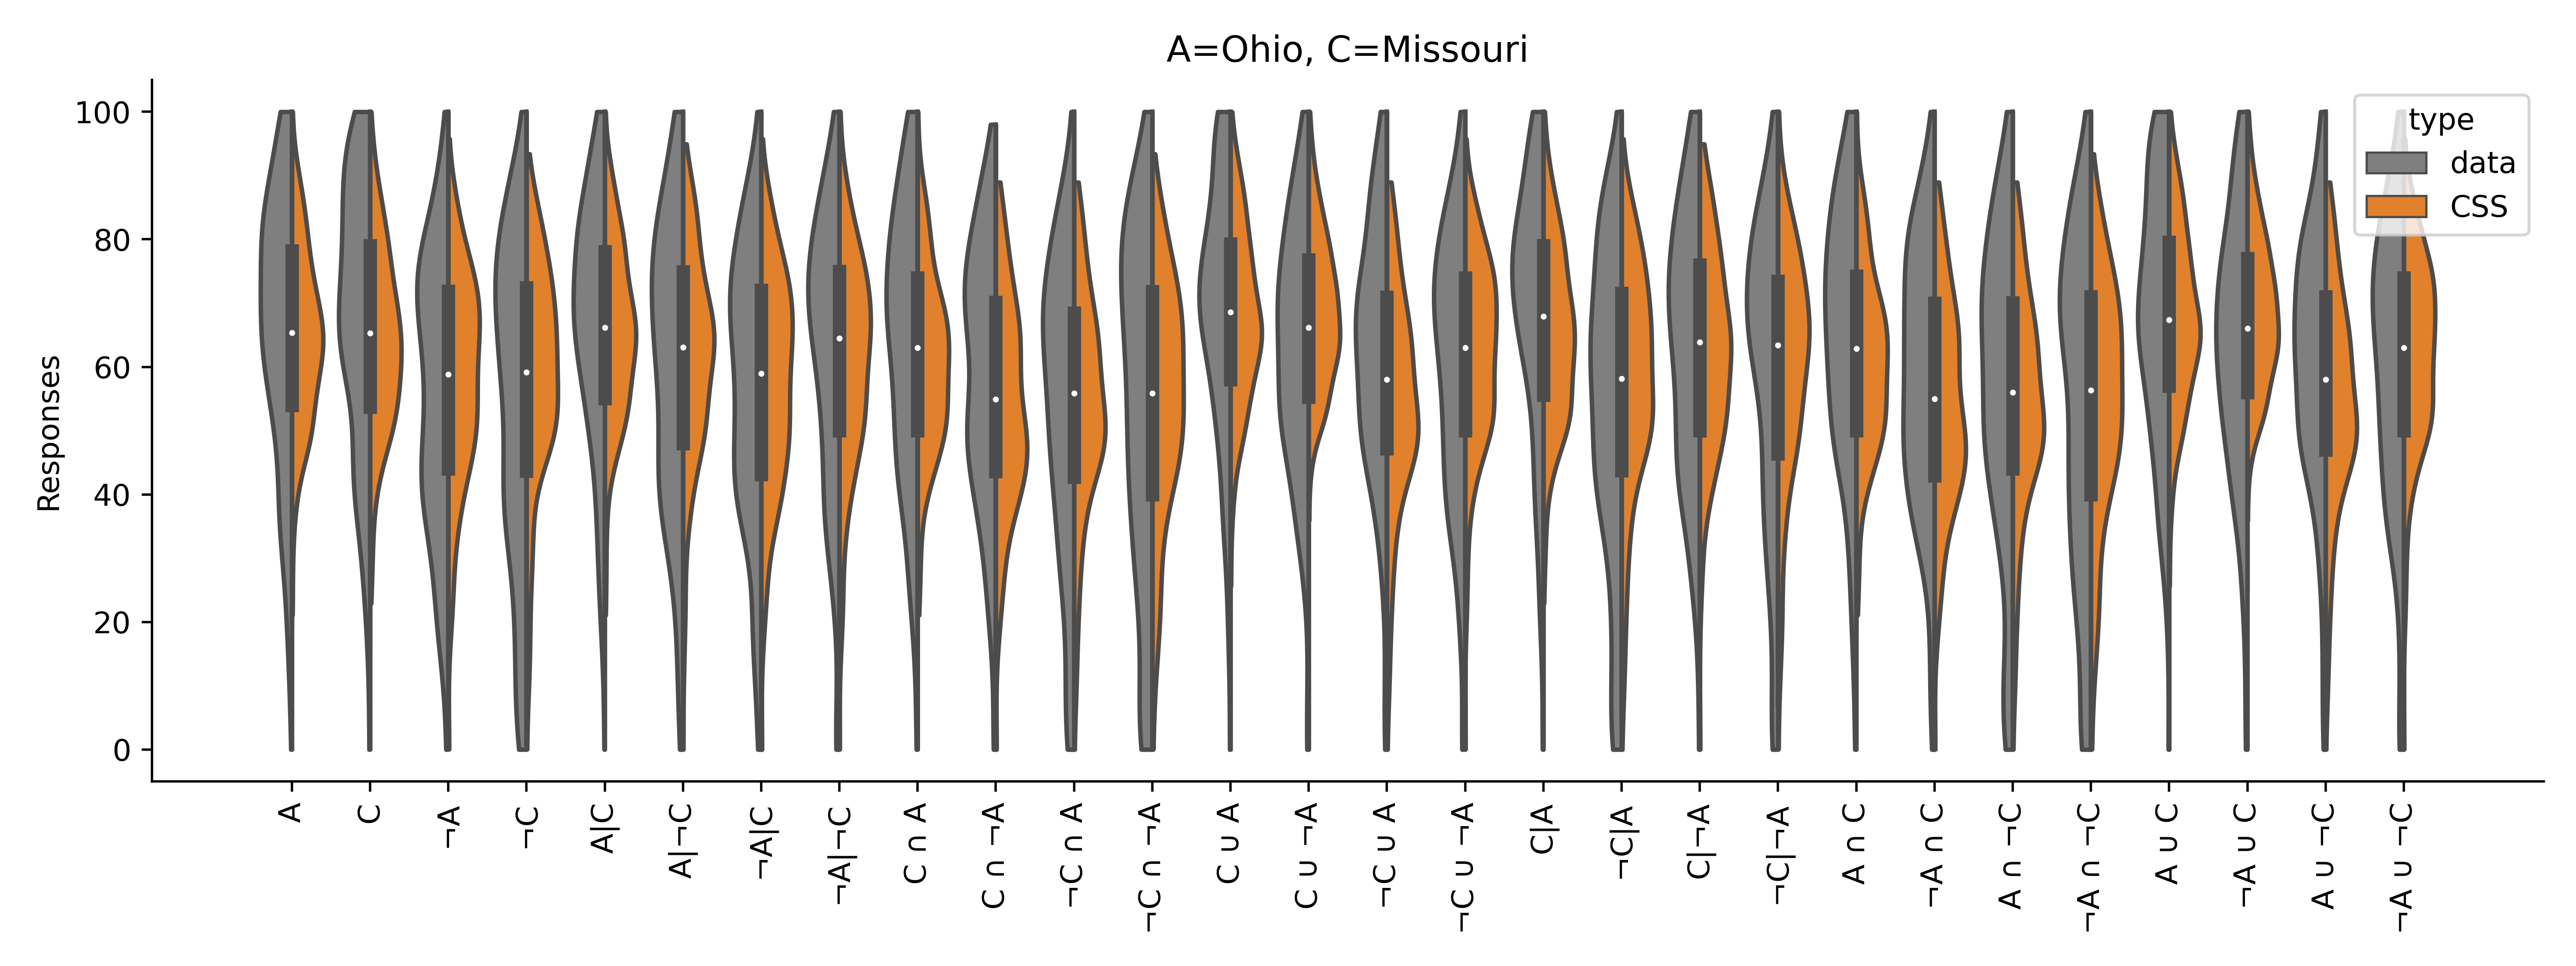 A=Ohio, C=Missouri
type
data
CSS
Responses
100
80
60
40
20
0
A
C
¬A
¬C
A|C
A|¬C
¬A|C
¬A|¬C
C ∩ A
C ∩ ¬A
¬C ∩ A
¬C ∩ ¬A
C ∪ A
C ∪ ¬A
¬C ∪ A
¬C ∪ ¬A
C|A
¬C|A
C|¬A
¬C|¬A
A ∩ C
¬A ∩ C
A ∩ ¬C
¬A ∩ ¬C
A ∪ C
¬A ∪ C
A ∪ ¬C
¬A ∪ ¬C